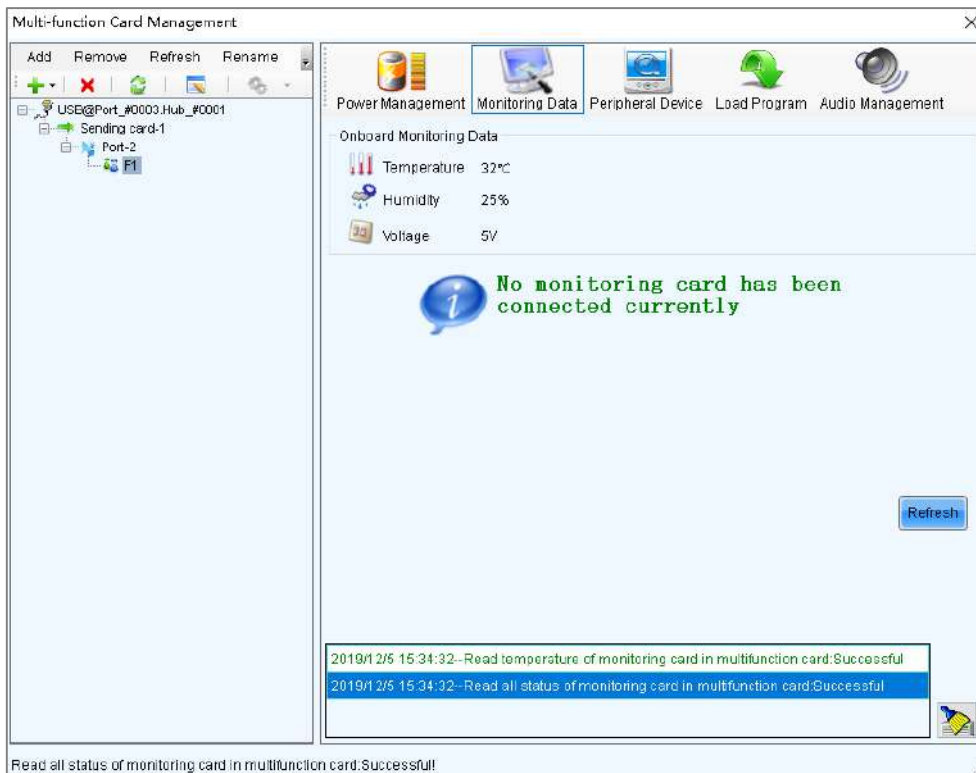 Multi-function Card Management
Add Remove Refresh Rename
USB@Port_#0003.Hub_#0001
Sending card-1
Port-2
F1
Power Management Monitoring Data Peripheral Device Load Program Audio Management
Onboard Monitoring Data
Temperature 32℃
Humidity 25%
Voltage 5V
No monitoring card has been
connected currently
Refresh
2019/12/5 15:34:32--Read temperature of monitoring card in multifunction card:Successful
2019/12/5 15:34:32--Read all status of monitoring card in multifunction card:Successful
Read all status of monitoring card in multifunction card:Successful!